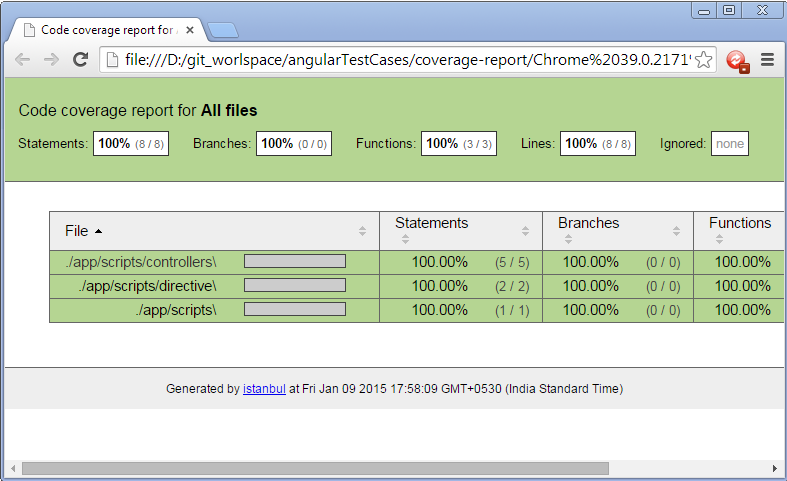 Code coverage report for
file:///D:/git_worlspace/angularTestCases/coverage-report/Chrome%2039.0.2171
Code coverage report for All files
Statements: 100% (8 / 8) Branches: 100% (0 / 0) Functions: 100% (3 / 3) Lines: 100% (8 / 8) Ignored: none
File Statements Branches Functions
./app/scripts/controllers\ 100.00% (5 / 5) 100.00% (0 / 0) 100.00%
./app/scripts/directive\ 100.00% (2 / 2) 100.00% (0 / 0) 100.00%
./app/scripts\ 100.00% (1 / 1) 100.00% (0 / 0) 100.00%
Generated by istanbul at Fri Jan 09 2015 17:58:09 GMT+0530 (India Standard Time)